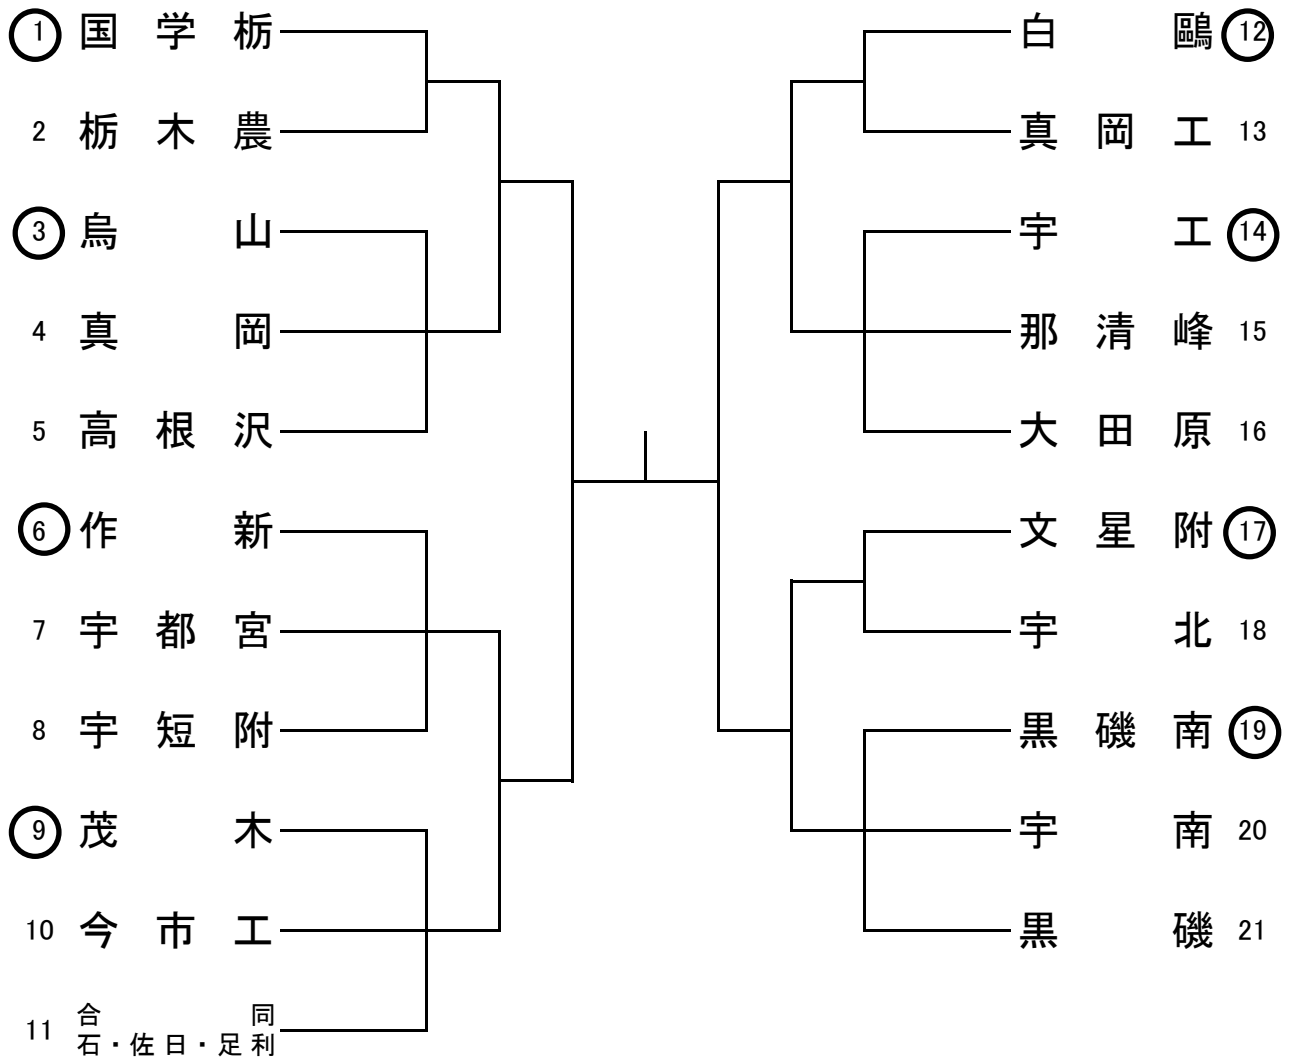 1 国学栃
2 栃木農
3 烏山
4 真岡
5 高根沢
6 作新
7 宇都宮
8 宇短附
9 茂木
10 今市工
11 合同
石・佐日・足利
白鷗 12
真岡工 13
宇工 14
那清峰 15
大田原 16
文星附 17
宇北 18
黒磯南 19
宇南 20
黒磯 21